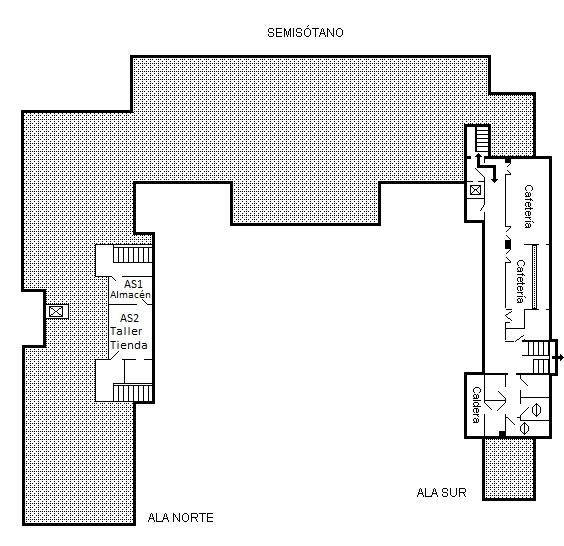 SEMISÓTANO
Cafetería
Cafetería
AS1
Almacén
AS2
Taller
Tienda
Caldera
ALA SUR
ALA NORTE